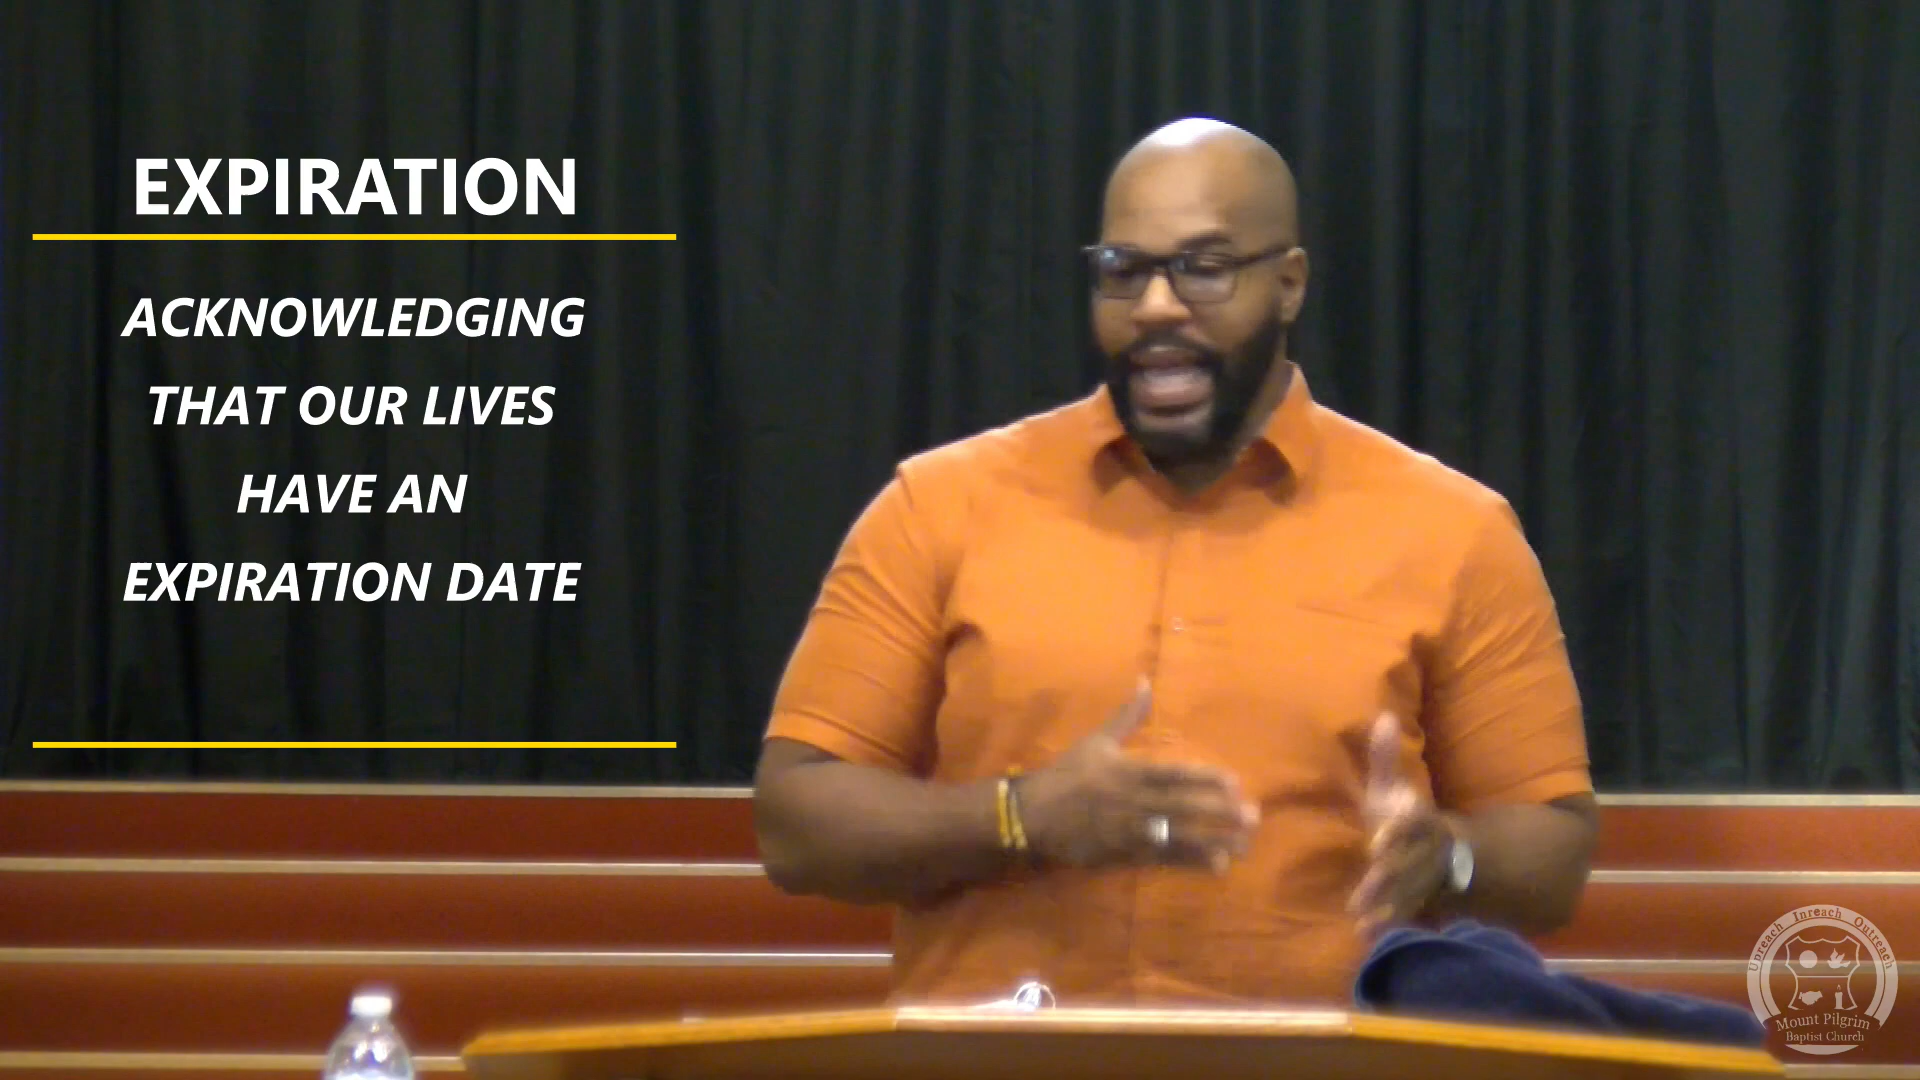 EXPIRATION
ACKNOWLEDGING
THAT OUR LIVES
HAVE AN
EXPIRATION DATE
Upreach Inreach Outreach
Mount Pilgrim
Baptist Church